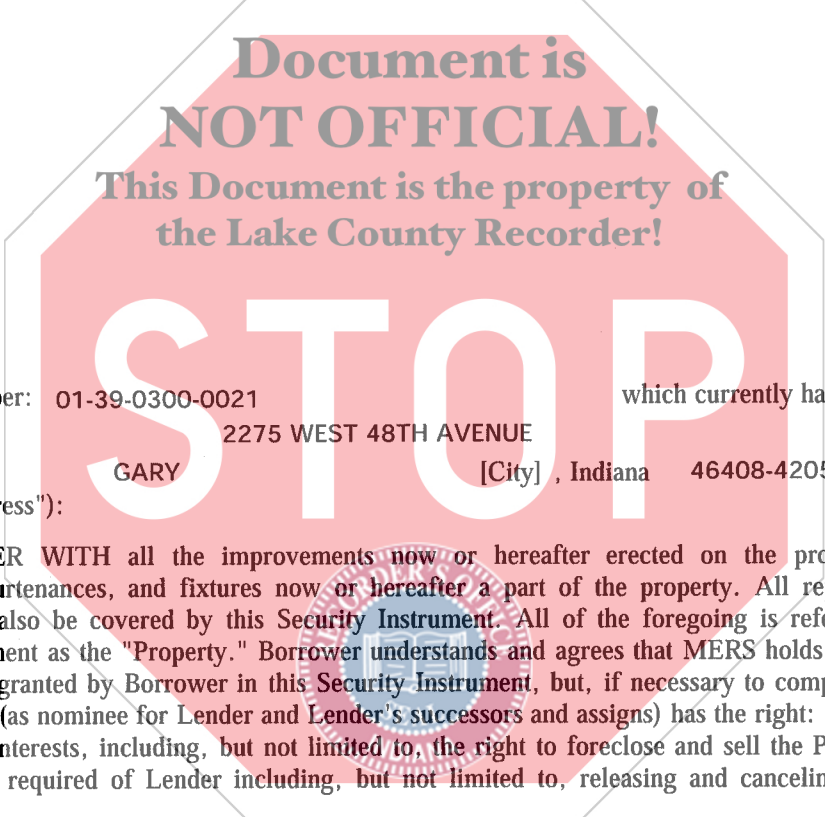 Document is
NOT OFFICIAL!
This Document is the property of
the Lake County Recorder!
STOP
er: 01-39-0300-0021 which currently ha
2275 WEST 48TH AVENUE
GARY [City] , Indiana 46408-4205
ess"):
ER WITH all the improvements now or hereafter erected on the pro
urtenances, and fixtures now or hereafter a part of the property. All re
also be covered by this Security Instrument. All of the foregoing is refe
ent as the "Property." Borrower understands and agrees that MERS holds
granted by Borrower in this Security Instrument, but, if necessary to comp
(as nominee for Lender and Lender's successors and assigns) has the right:
nterests, including, but not limited to, the right to foreclose and sell the P
required of Lender including, but not limited to, releasing and cancelin